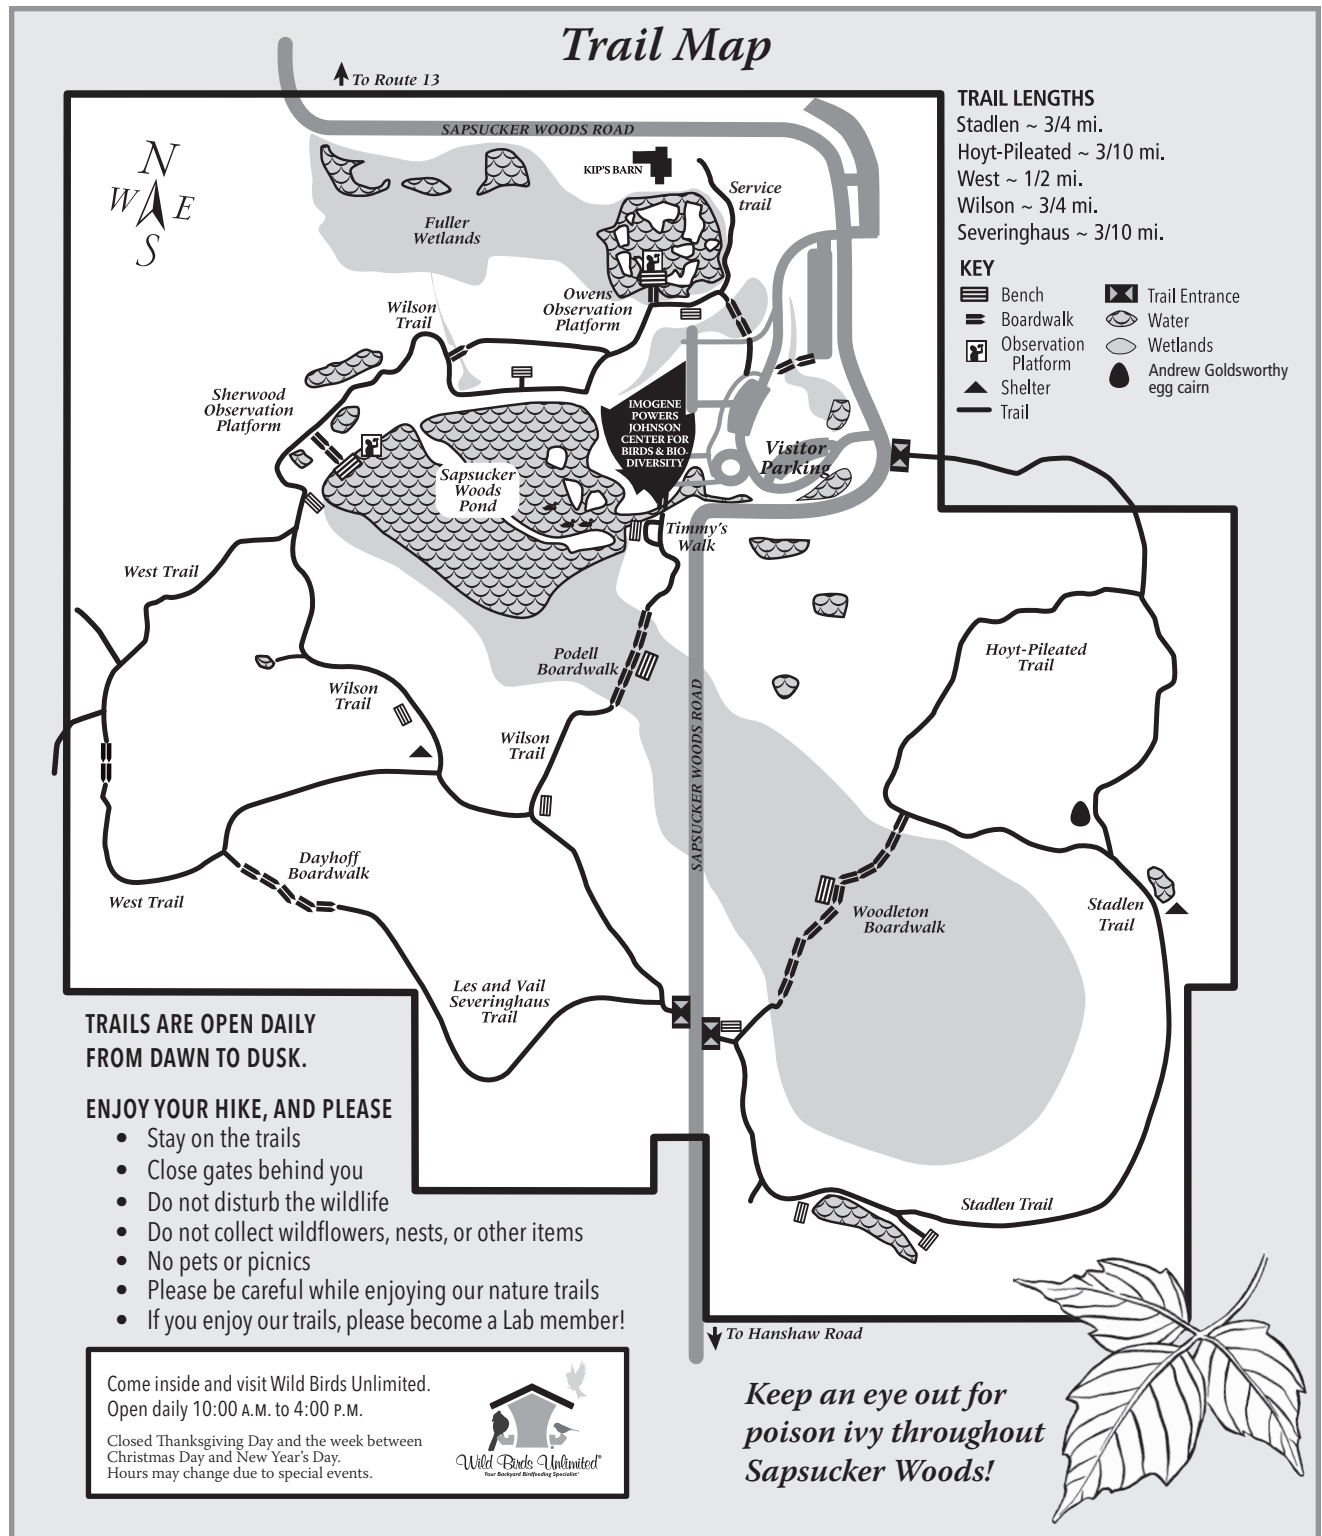 Trail Map
To Route 13
SAPSUCKER WOODS ROAD
N
W
E
S
KIP'S BARN
Service
trail
Fuller
Wetlands
Owens
Observation
Platform
Wilson
Trail
Sherwood
Observation
Platform
IMOGENE
POWERS
JOHNSON
CENTER FOR
BIRDS & BIO-
DIVERSITY
Visitor
Parking
Sapsucker
Woods
Pond
Timmy's
Walk
West Trail
Podell
Boardwalk
Wilson
Trail
Wilson
Trail
SAPSUCKER WOODS ROAD
Hoyt-Pileated
Trail
Dayhoff
Boardwalk
West Trail
Woodleton
Boardwalk
Stadlen
Trail
Les and Vail
Severinghaus
Trail
Stadlen Trail
To Hanshaw Road
TRAIL LENGTHS
Stadlen ~ 3/4 mi.
Hoyt-Pileated ~ 3/10 mi.
West ~ 1/2 mi.
Wilson ~ 3/4 mi.
Severinghaus ~ 3/10 mi.
KEY
Bench
Boardwalk
Observation
Platform
Shelter
Trail
Trail Entrance
Water
Wetlands
Andrew Goldsworthy
egg cairn
TRAILS ARE OPEN DAILY
FROM DAWN TO DUSK.
ENJOY YOUR HIKE, AND PLEASE
• Stay on the trails
• Close gates behind you
• Do not disturb the wildlife
• Do not collect wildflowers, nests, or other items
• No pets or picnics
• Please be careful while enjoying our nature trails
• If you enjoy our trails, please become a Lab member!
Come inside and visit Wild Birds Unlimited.
Open daily 10:00 A.M. to 4:00 P.M.
Closed Thanksgiving Day and the week between
Christmas Day and New Year's Day.
Hours may change due to special events.
Wild Birds Unlimited®
Your Backyard Birdfeeding Specialist®
Keep an eye out for
poison ivy throughout
Sapsucker Woods!